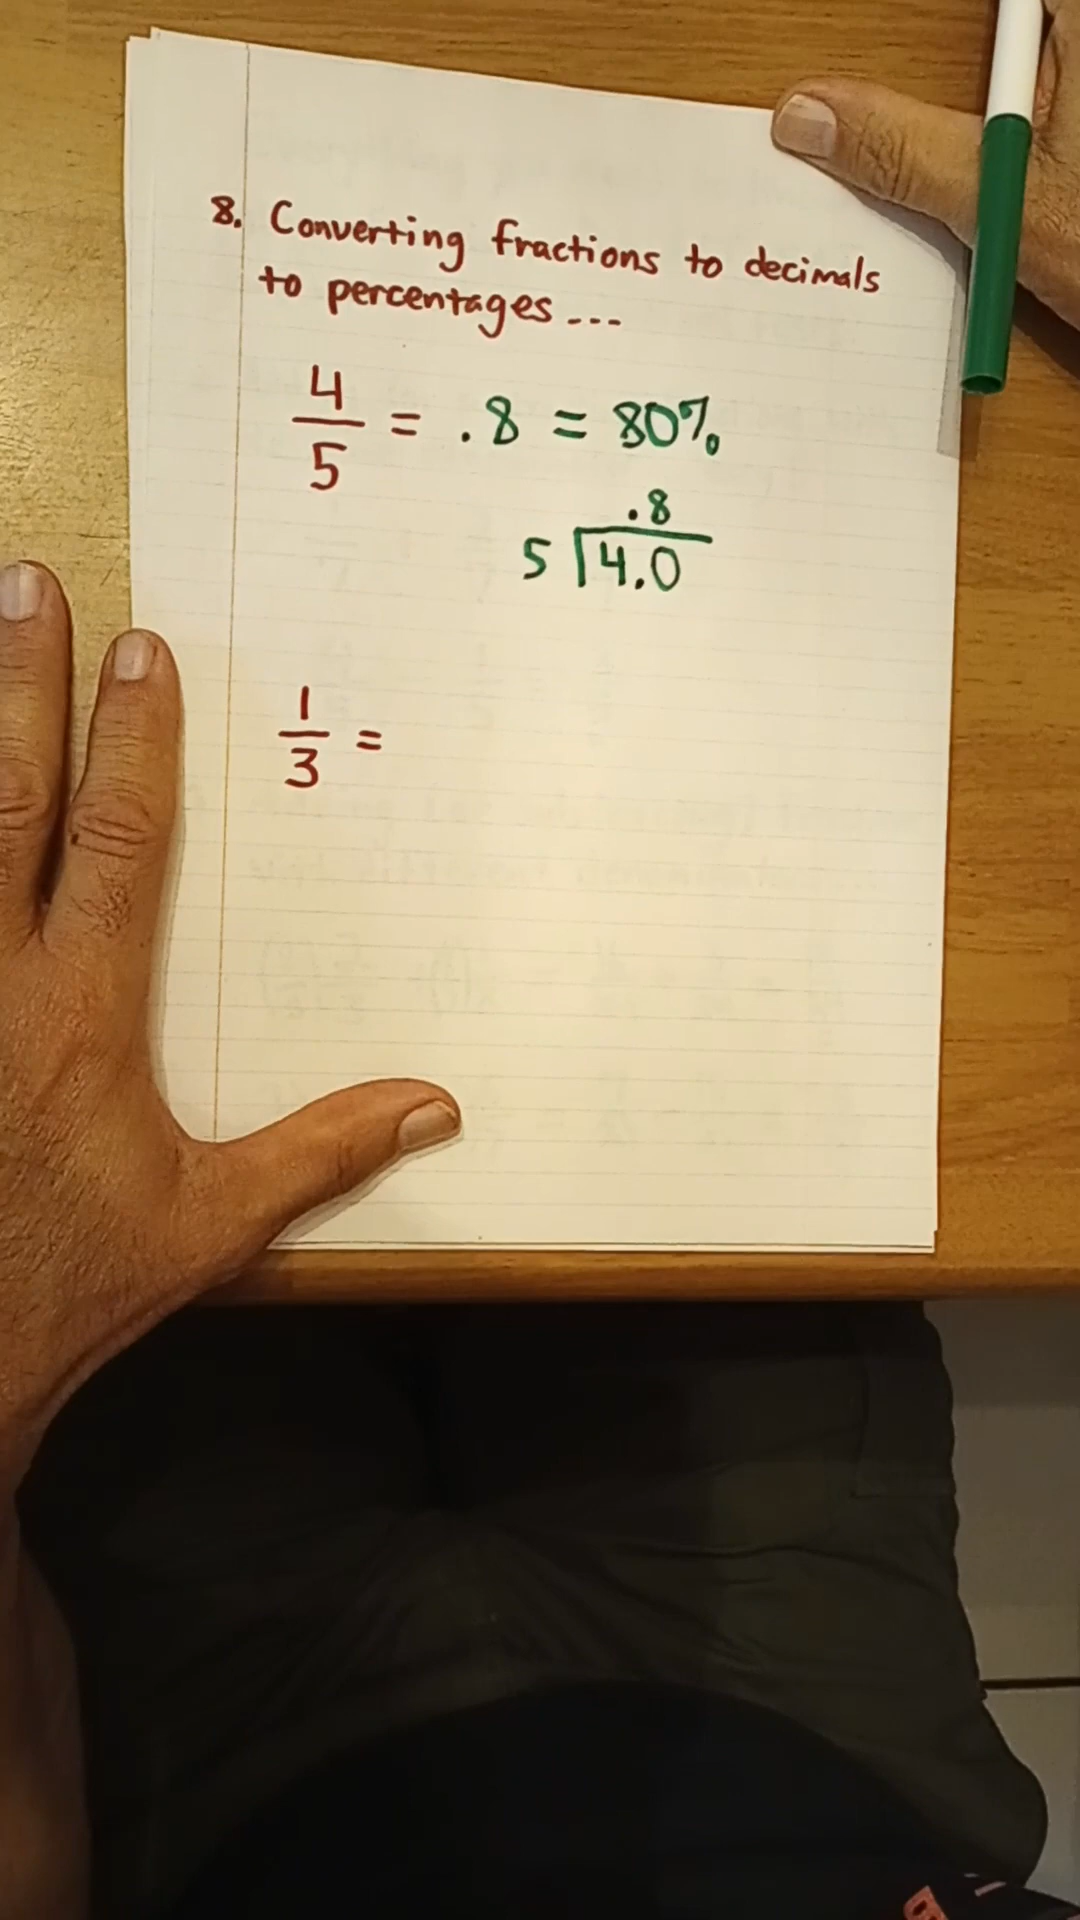 8. Converting fractions to decimals
to percentages...
4/5 = .8 = 80%
.8
5 4.0
1/3 =